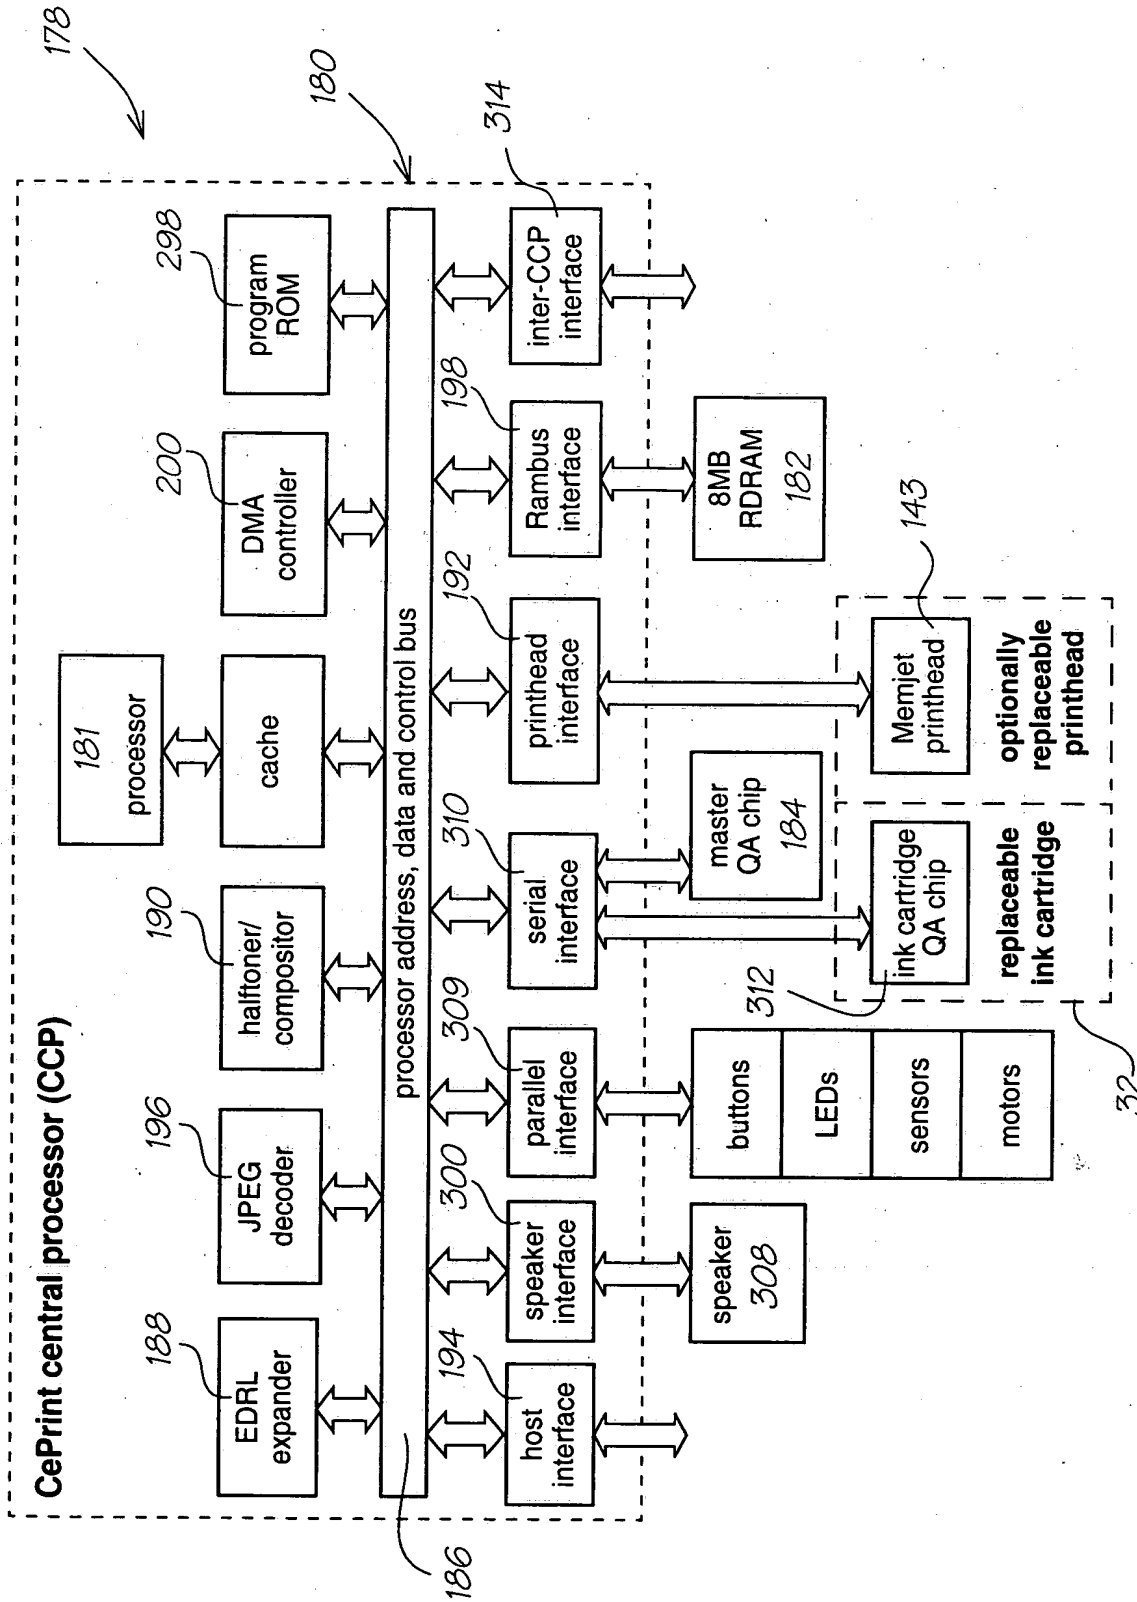 178
CePrint central processor (CCP)
180
181
processor
188
EDRL
expander
196
JPEG
decoder
190
halftoner/
compositor
cache
200
DMA
controller
298
program
ROM
186
processor address, data and control bus
194
host
interface
300
speaker
interface
309
parallel
interface
310
serial
interface
192
printhead
interface
198
Rambus
interface
314
inter-CCP
interface
speaker
308
buttons
LEDs
sensors
motors
master
QA chip
184
8MB
RDRAM
182
312
ink cartridge
QA chip
replaceable
ink cartridge
143
Memjet
printhead
optionally
replaceable
printhead
32